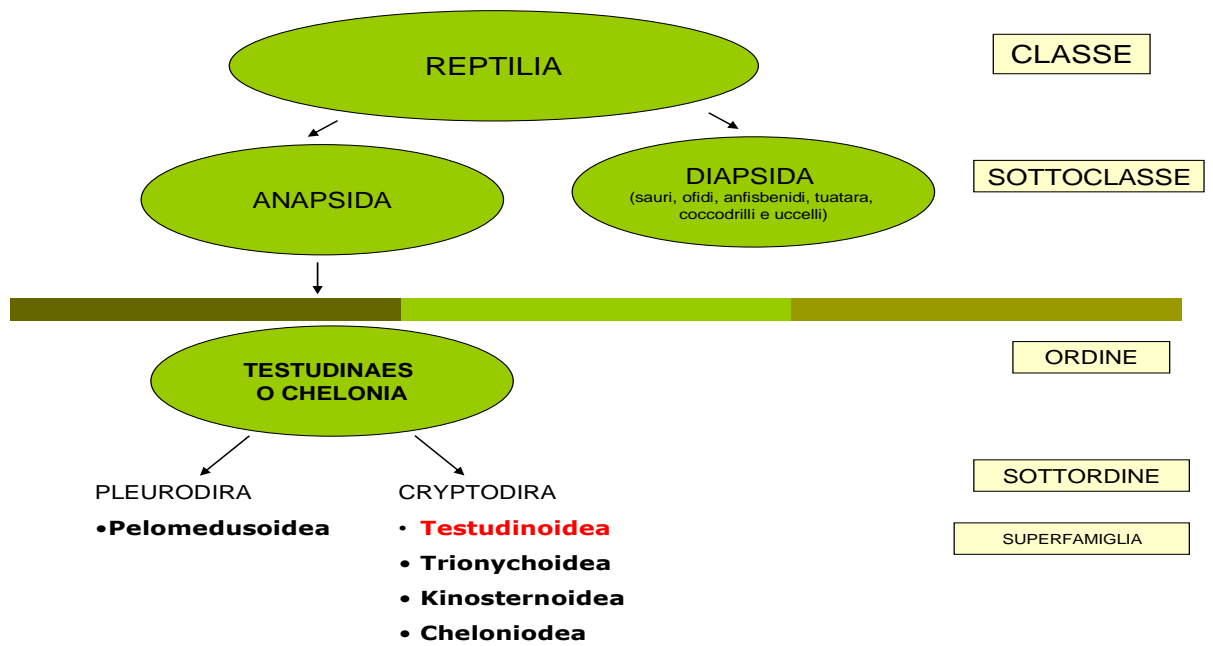 REPTILIA
CLASSE
ANAPSIDA
DIAPSIDA
(sauri, ofidi, anfisbenidi, tuatara,
coccodrilli e uccelli)
SOTTOCLASSE
TESTUDINAES
O CHELONIA
ORDINE
PLEURODIRA
CRYPTODIRA
SOTTORDINE
•Pelomedusoidea
• Testudinoidea
SUPERFAMIGLIA
• Trionychoidea
• Kinosternoidea
• Cheloniodea